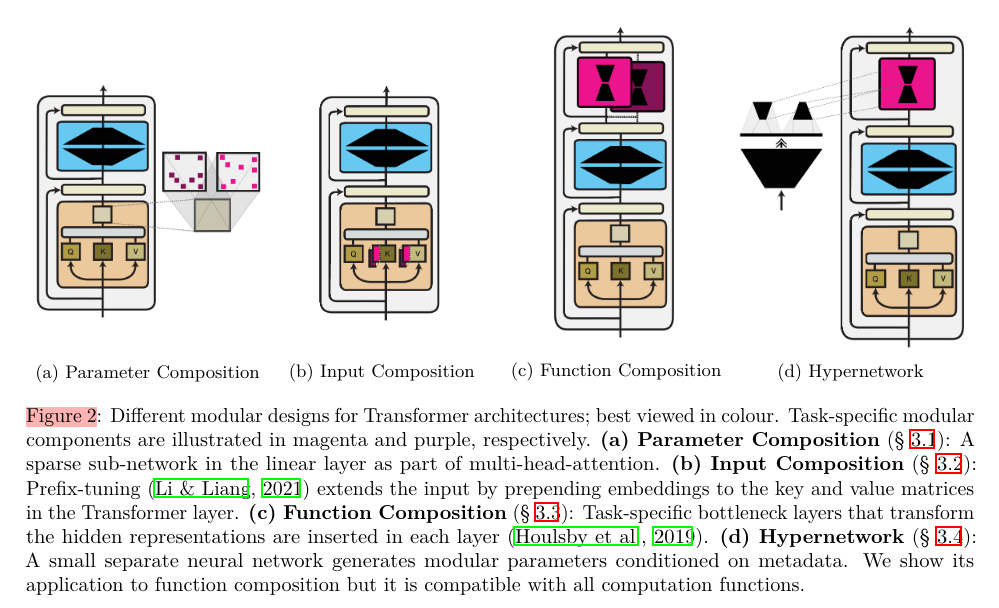 Q K V
Q K V
Q K V
Q K V
(a) Parameter Composition
(b) Input Composition
(c) Function Composition
(d) Hypernetwork
Figure 2: Different modular designs for Transformer architectures; best viewed in colour. Task-specific modular
components are illustrated in magenta and purple, respectively. (a) Parameter Composition (§ 3.1): A
sparse sub-network in the linear layer as part of multi-head-attention. (b) Input Composition (§ 3.2):
Prefix-tuning (Li & Liang, 2021) extends the input by prepending embeddings to the key and value matrices
in the Transformer layer. (c) Function Composition (§ 3.3): Task-specific bottleneck layers that transform
the hidden representations are inserted in each layer (Houlsby et al., 2019). (d) Hypernetwork (§ 3.4):
A small separate neural network generates modular parameters conditioned on metadata. We show its
application to function composition but it is compatible with all computation functions.